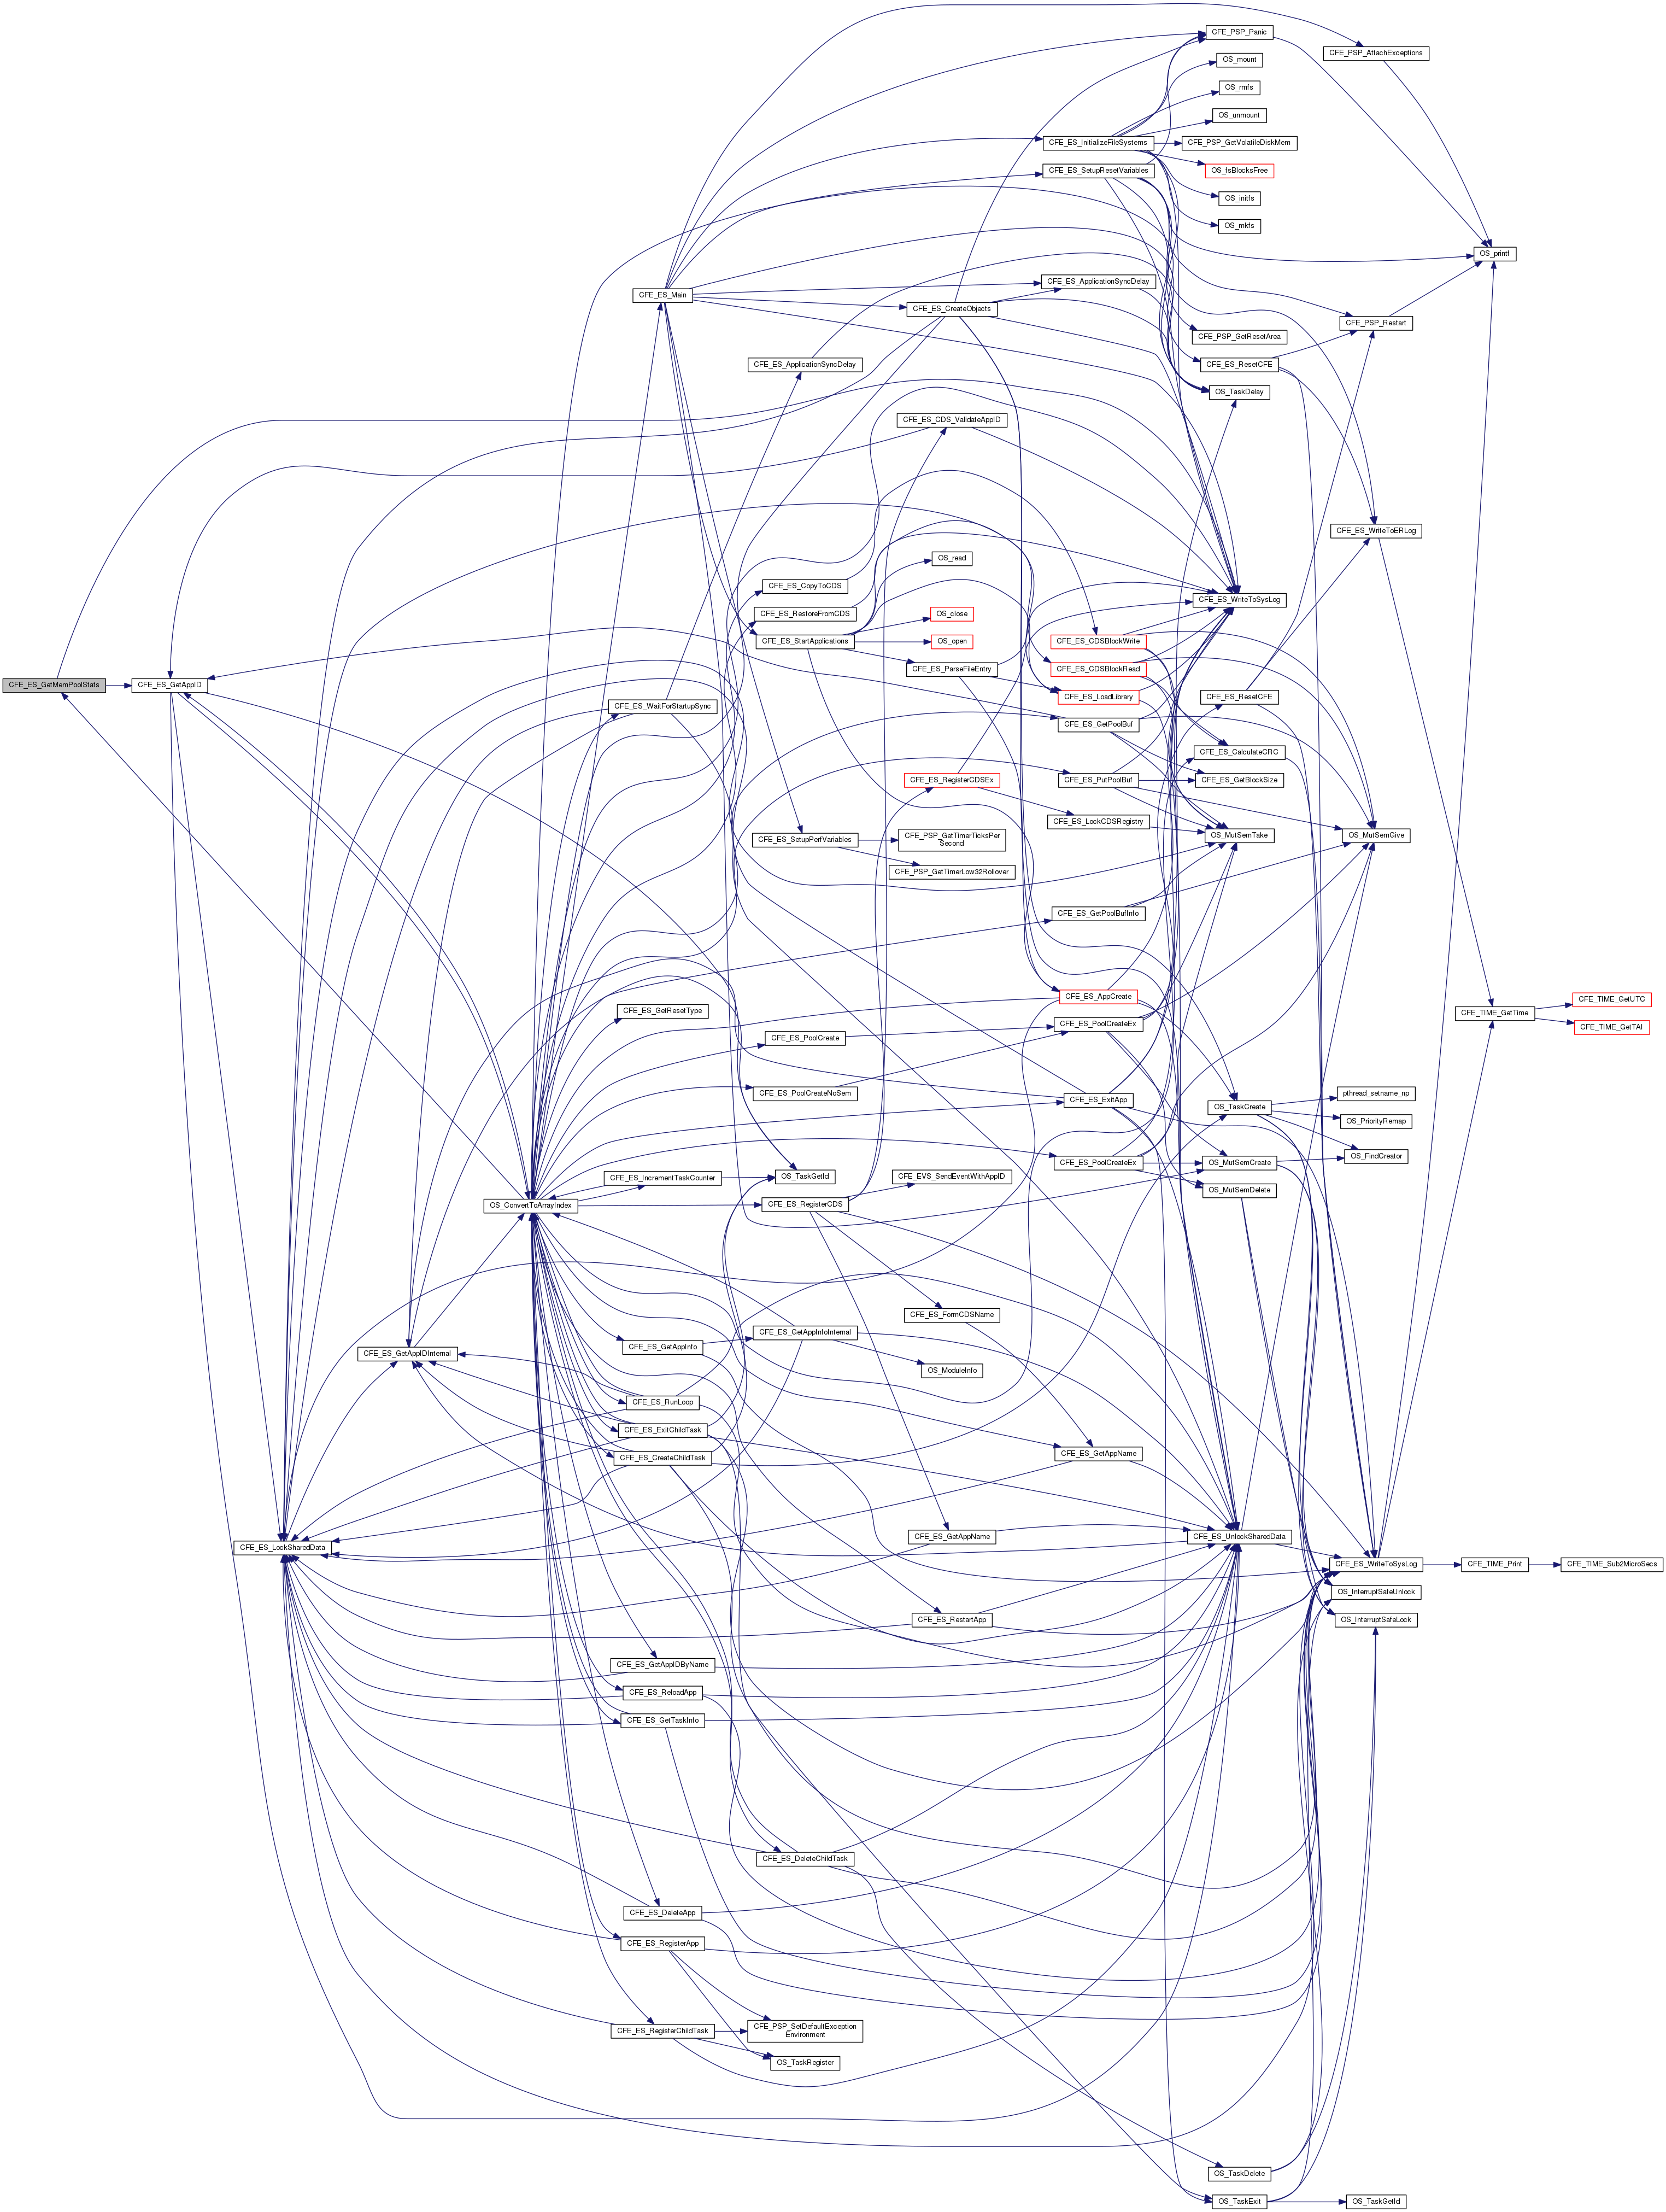 CFE_PSP_Panic
CFE_PSP_AttachExceptions
OS_mount
OS_rmfs
OS_unmount
CFE_ES_InitializeFileSystems
CFE_PSP_GetVolatileDiskMem
CFE_ES_SetupResetVariables
OS_fsBlocksFree
OS_initfs
OS_mkfs
OS_printf
CFE_ES_ApplicationSyncDelay
CFE_ES_Main
CFE_ES_CreateObjects
CFE_PSP_Restart
CFE_PSP_GetResetArea
CFE_ES_ApplicationSyncDelay
CFE_ES_ResetCFE
OS_TaskDelay
CFE_ES_CDS_ValidateAppID
CFE_ES_WriteToERLog
OS_read
CFE_ES_CopyToCDS
CFE_ES_WriteToSysLog
CFE_ES_RestoreFromCDS
OS_close
CFE_ES_StartApplications
OS_open
CFE_ES_CDSBlockWrite
CFE_ES_ParseFileEntry
CFE_ES_CDSBlockRead
CFE_ES_GetMemPoolStats
CFE_ES_GetAppID
CFE_ES_LoadLibrary
CFE_ES_ResetCFE
CFE_ES_WaitForStartupSync
CFE_ES_GetPoolBuf
CFE_ES_CalculateCRC
CFE_ES_RegisterCDSEx
CFE_ES_PutPoolBuf
CFE_ES_GetBlockSize
CFE_ES_LockCDSRegistry
CFE_ES_SetupPerfVariables
CFE_PSP_GetTimerTicksPer
Second
OS_MutSemTake
OS_MutSemGive
CFE_PSP_GetTimerLow32Rollover
CFE_ES_GetPoolBufInfo
CFE_TIME_GetUTC
CFE_ES_AppCreate
CFE_ES_GetResetType
CFE_TIME_GetTime
CFE_ES_PoolCreateEx
CFE_TIME_GetTAI
CFE_ES_PoolCreate
CFE_ES_PoolCreateNoSem
CFE_ES_ExitApp
pthread_setname_np
OS_TaskCreate
OS_PriorityRemap
CFE_ES_PoolCreateEx
OS_MutSemCreate
OS_FindCreator
CFE_ES_IncrementTaskCounter
OS_TaskGetId
CFE_EVS_SendEventWithAppID
OS_MutSemDelete
OS_ConvertToArrayIndex
CFE_ES_RegisterCDS
CFE_ES_FormCDSName
CFE_ES_GetAppInfoInternal
CFE_ES_GetAppInfo
CFE_ES_GetAppIDInternal
OS_ModuleInfo
CFE_ES_RunLoop
CFE_ES_ExitChildTask
CFE_ES_GetAppName
CFE_ES_CreateChildTask
CFE_ES_GetAppName
CFE_ES_UnlockSharedData
CFE_ES_LockSharedData
CFE_ES_WriteToSysLog
CFE_TIME_Print
CFE_TIME_Sub2MicroSecs
OS_InterruptSafeUnlock
CFE_ES_RestartApp
OS_InterruptSafeLock
CFE_ES_GetAppIDByName
CFE_ES_ReloadApp
CFE_ES_GetTaskInfo
CFE_ES_DeleteChildTask
CFE_ES_DeleteApp
CFE_ES_RegisterApp
CFE_ES_RegisterChildTask
CFE_PSP_SetDefaultException
Environment
OS_TaskRegister
OS_TaskDelete
OS_TaskExit
OS_TaskGetId